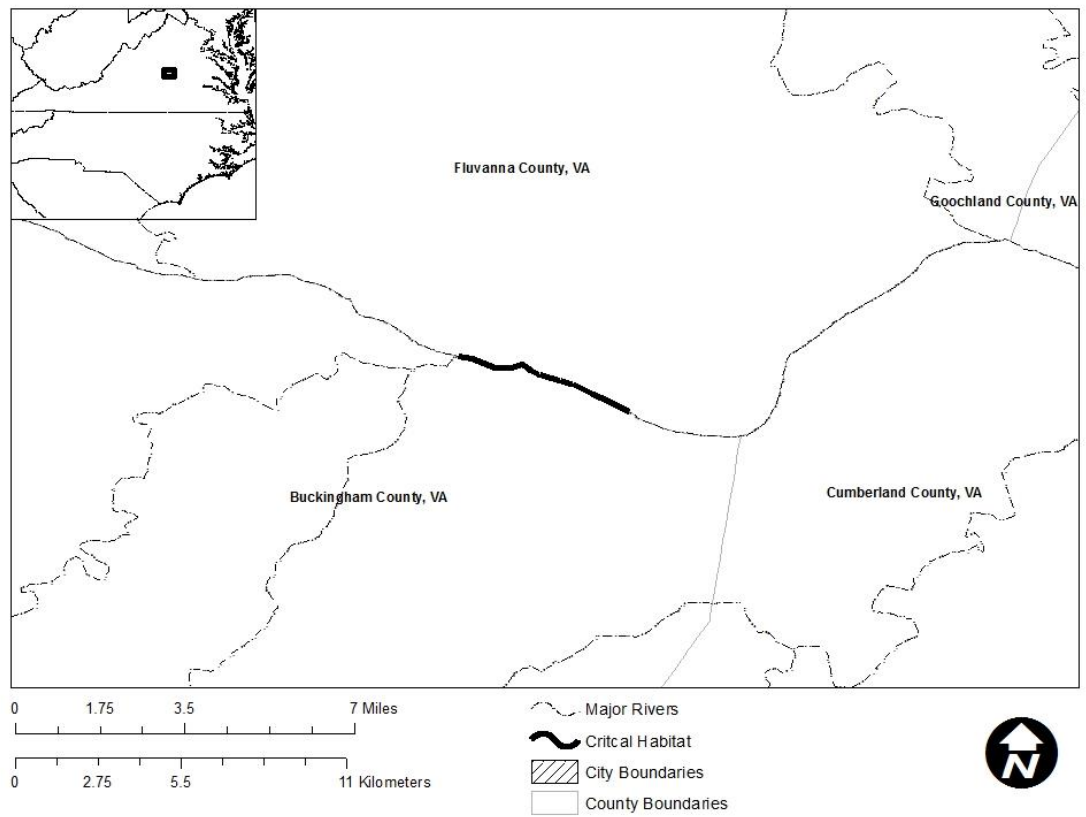 Fluvanna County, VA
Goochland County, VA
Buckingham County, VA
Cumberland County, VA
0 1.75 3.5 7 Miles
0 2.75 5.5 11 Kilometers
Major Rivers
Critcal Habitat
City Boundaries
County Boundaries
N